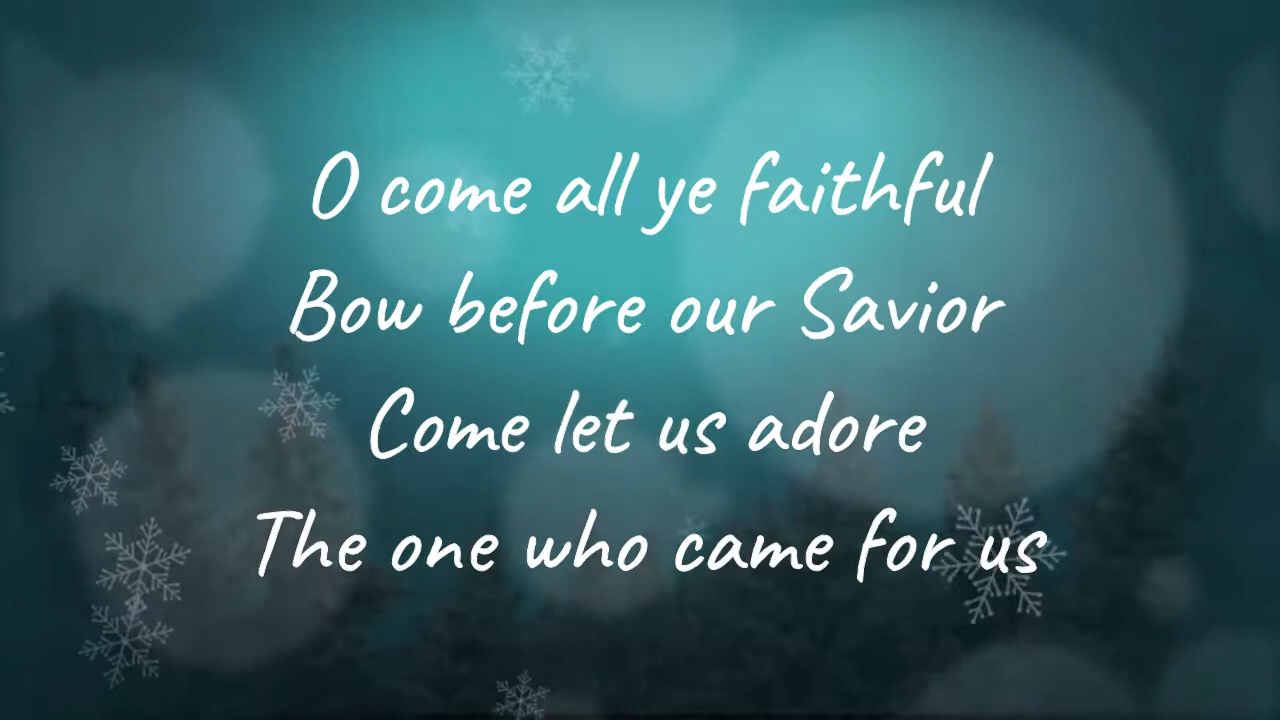 O come all ye faithful
Bow before our Savior
Come let us adore
The one who came for us